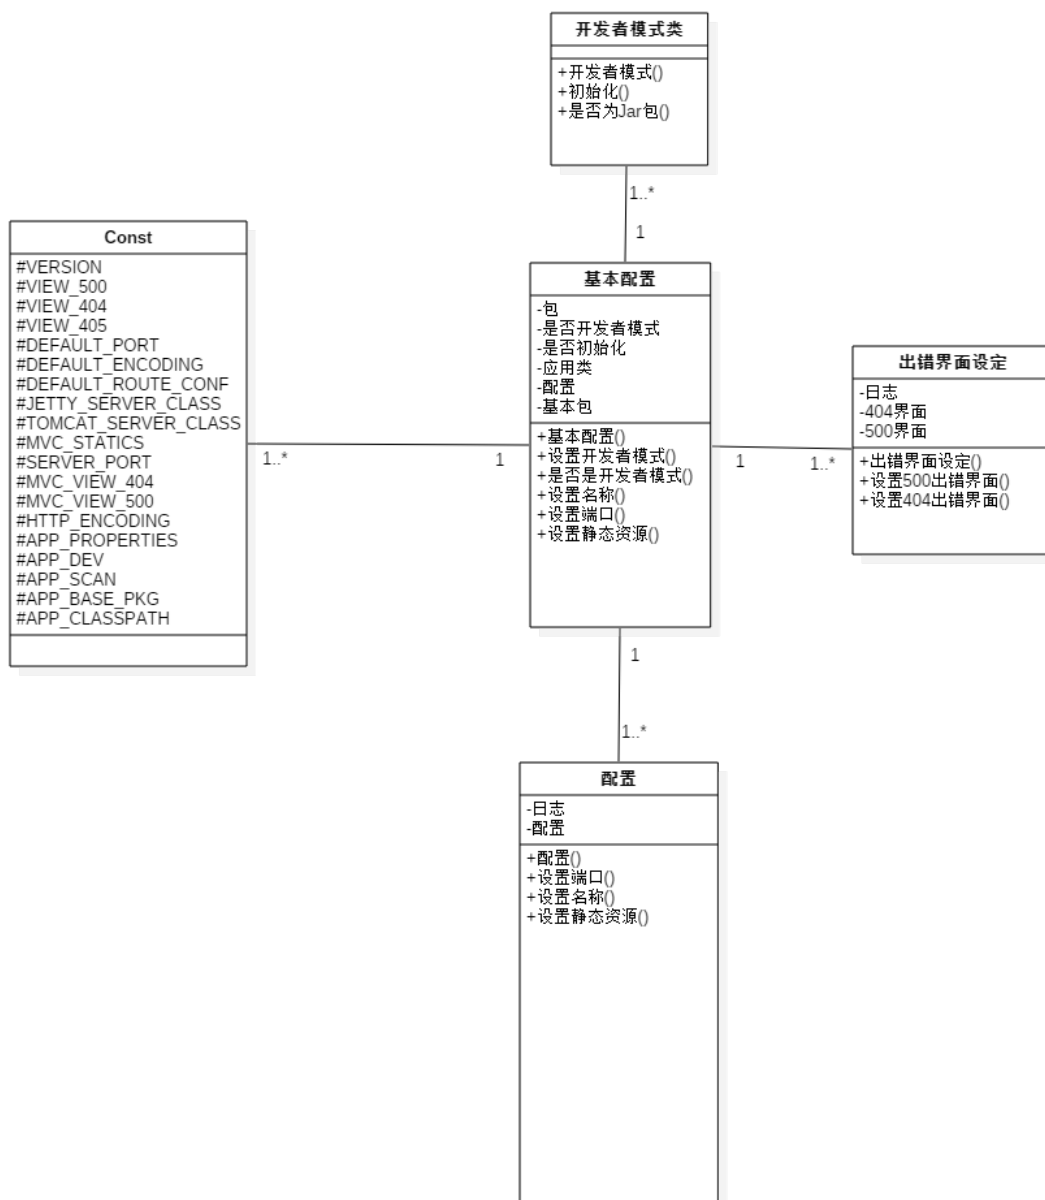 开发者模式类
+开发者模式()
+初始化()
+是否为Jar包()
1..*
1
Const
#VERSION
#VIEW_500
#VIEW_404
#VIEW_405
#DEFAULT_PORT
#DEFAULT_ENCODING
#DEFAULT_ROUTE_CONF
#JETTY_SERVER_CLASS
#TOMCAT_SERVER_CLASS
#MVC_STATICS
#SERVER_PORT
#MVC_VIEW_404
#MVC_VIEW_500
#HTTP_ENCODING
#APP_PROPERTIES
#APP_DEV
#APP_SCAN
#APP_BASE_PKG
#APP_CLASSPATH
1..*
1
基本配置
-包
-是否开发者模式
-是否初始化
-应用类
-配置
-基本包
+基本配置()
+设置开发者模式()
+是否是开发者模式()
+设置名称()
+设置端口()
+设置静态资源()
1
1..*
出错界面设定
-日志
-404界面
-500界面
+出错界面设定()
+设置500出错界面()
+设置404出错界面()
1
1..*
配置
-日志
-配置
+配置()
+设置端口()
+设置名称()
+设置静态资源()